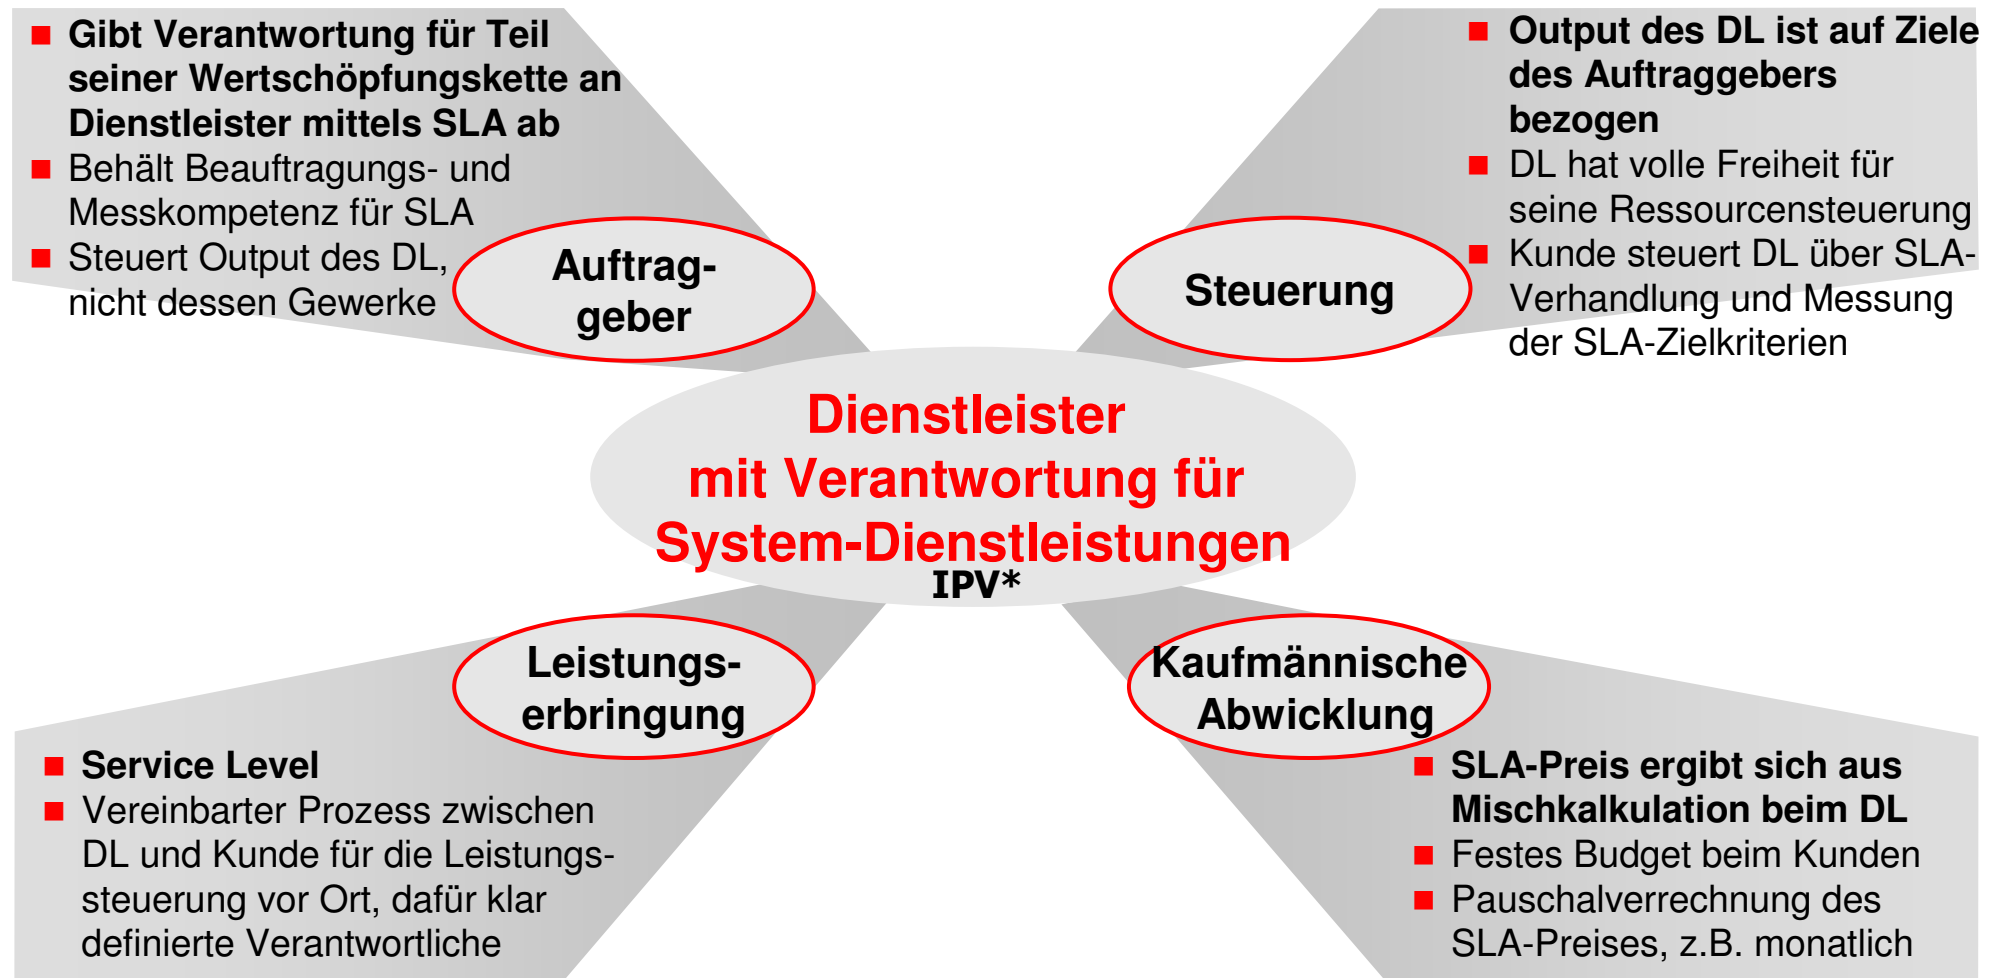 Gibt Verantwortung für Teil
seiner Wertschöpfungskette an
Dienstleister mittels SLA ab
Behält Beauftragungs- und
Messkompetenz für SLA
Steuert Output des DL,
nicht dessen Gewerke
Auftrag-
geber
Output des DL ist auf Ziele
des Auftraggebers
bezogen
DL hat volle Freiheit für
seine Ressourcensteuerung
Kunde steuert DL über SLA-
Verhandlung und Messung
der SLA-Zielkriterien
Steuerung
Dienstleister
mit Verantwortung für
System-Dienstleistungen
IPV*
Leistungs-
erbringung
Service Level
Vereinbarter Prozess zwischen
DL und Kunde für die Leistungs-
steuerung vor Ort, dafür klar
definierte Verantwortliche
Kaufmännische
Abwicklung
SLA-Preis ergibt sich aus
Mischkalkulation beim DL
Festes Budget beim Kunden
Pauschalverrechnung des
SLA-Preises, z.B. monatlich